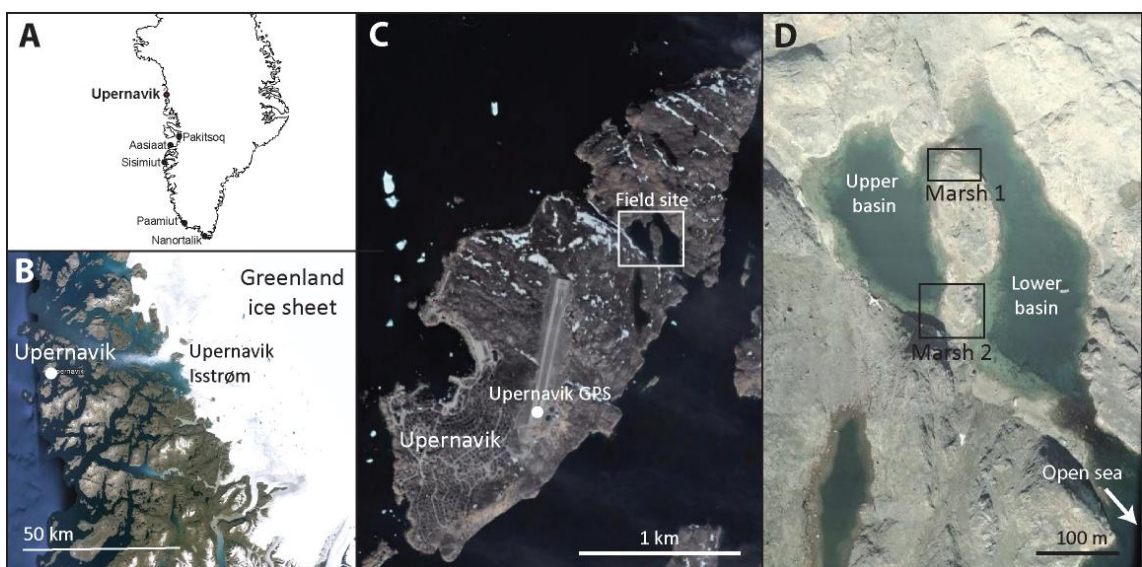 A
Upernavik
Pakitsoq
Aasiaat
Sisimiut
Paamiut
Nanortalik
B
Greenland
ice sheet
Upernavik
Upernavik
Isstrøm
50 km
C
Field site
Upernavik GPS
Upernavik
1 km
D
Upper
basin
Marsh 1
Lower
basin
Marsh 2
Open sea
100 m